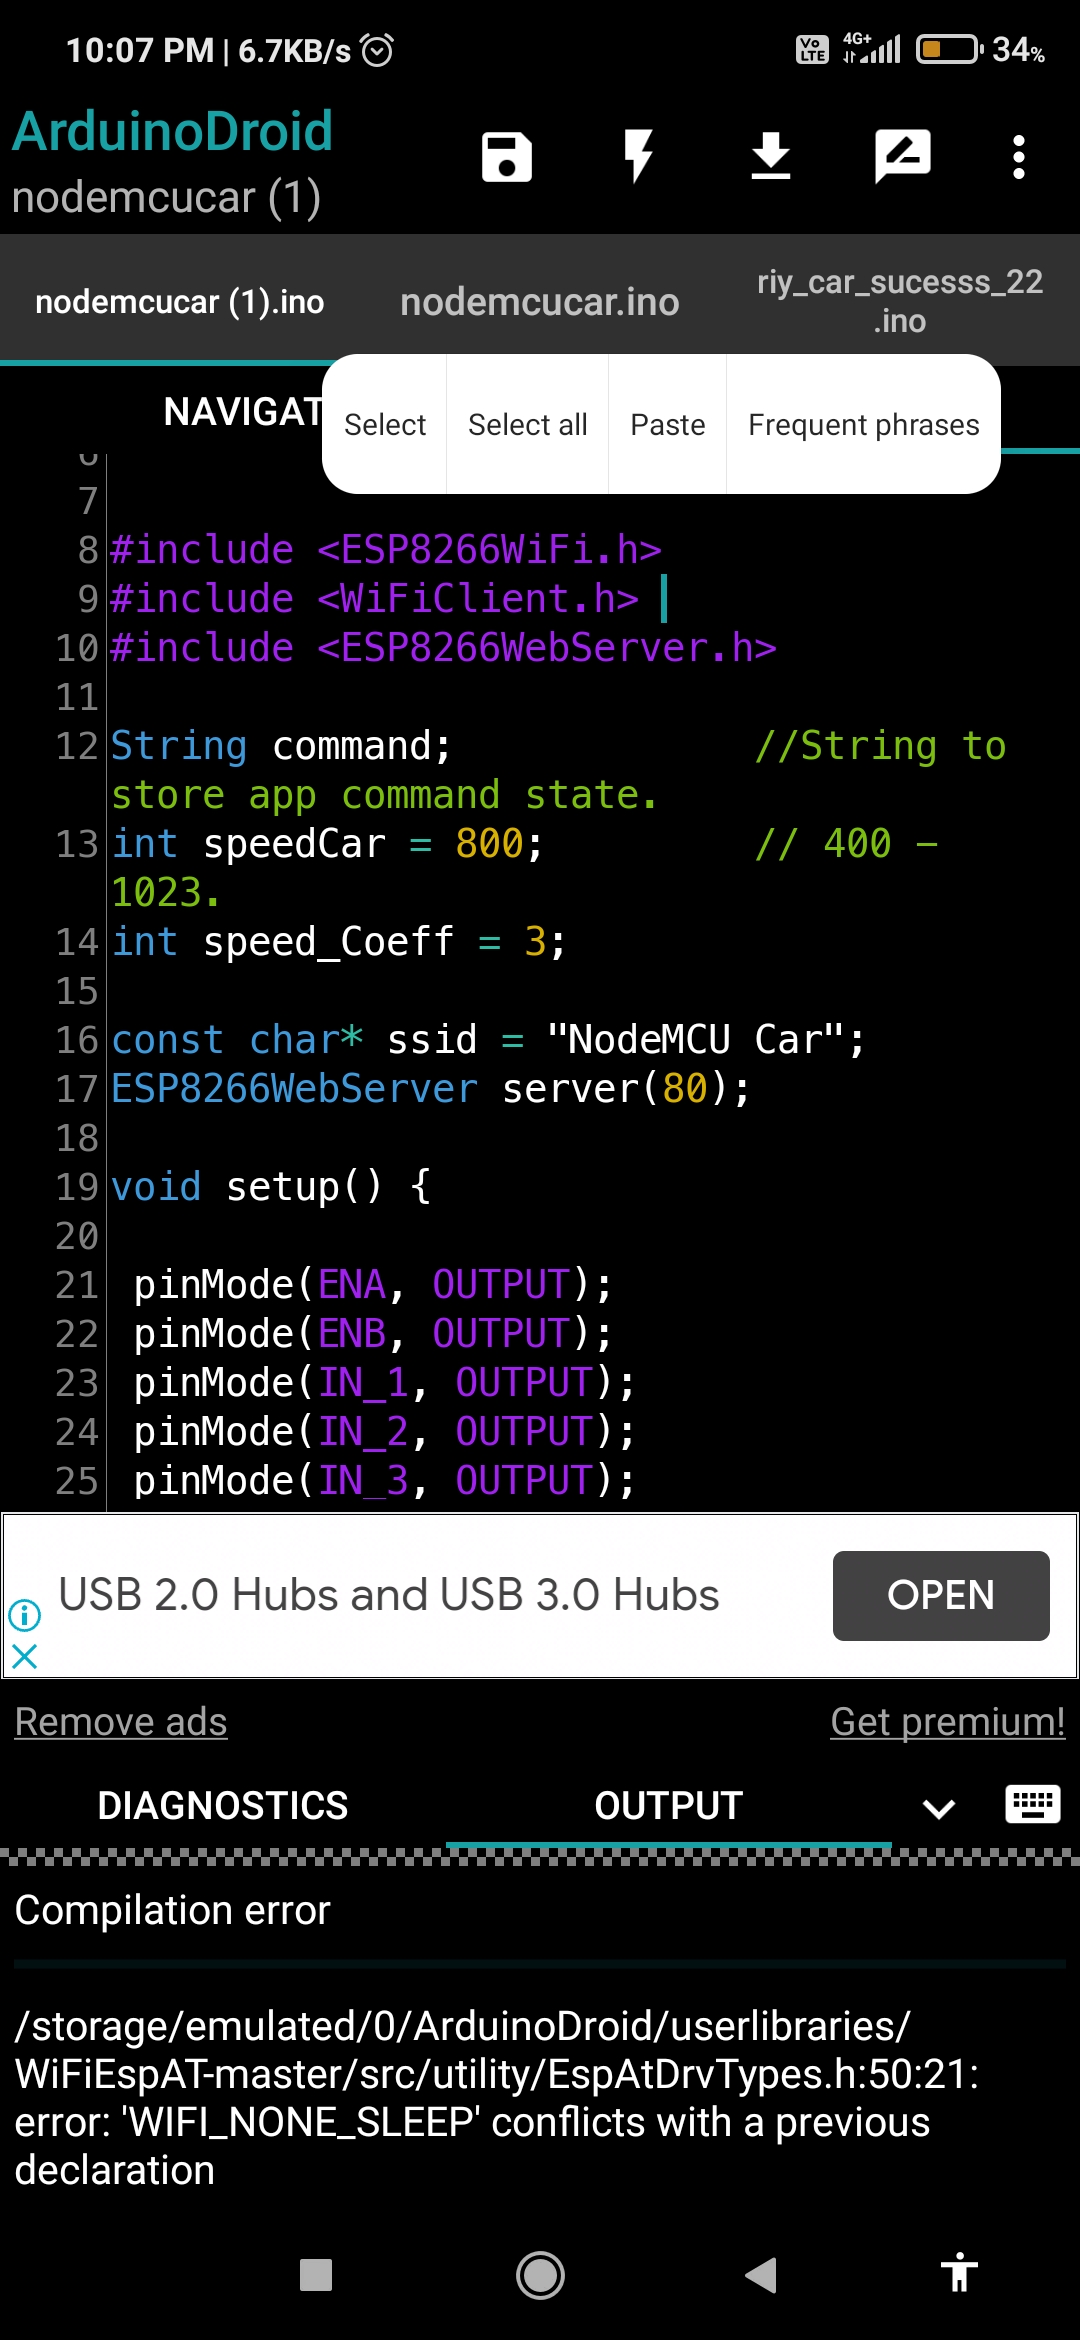 10:07 PM | 6.7KB/s
Vo LTE 4G+ 34%
ArduinoDroid
nodemcucar (1)
nodemcucar (1).ino
nodemcucar.ino
riy_car_sucesss_22
.ino
NAVIGAT
Select
Select all
Paste
Frequent phrases
6
7
8 #include <ESP8266WiFi.h>
9 #include <WiFiClient.h>
10 #include <ESP8266WebServer.h>
11
12 String command; //String to
store app command state.
13 int speedCar = 800; // 400 -
1023.
14 int speed_Coeff = 3;
15
16 const char* ssid = "NodeMCU Car";
17 ESP8266WebServer server(80);
18
19 void setup() {
20
21 pinMode(ENA, OUTPUT);
22 pinMode(ENB, OUTPUT);
23 pinMode(IN_1, OUTPUT);
24 pinMode(IN_2, OUTPUT);
25 pinMode(IN_3, OUTPUT);
USB 2.0 Hubs and USB 3.0 Hubs
OPEN
Remove ads
Get premium!
DIAGNOSTICS
OUTPUT
Compilation error
/storage/emulated/0/ArduinoDroid/userlibraries/
WiFiEspAT-master/src/utility/EspAtDrvTypes.h:50:21:
error: 'WIFI_NONE_SLEEP' conflicts with a previous
declaration